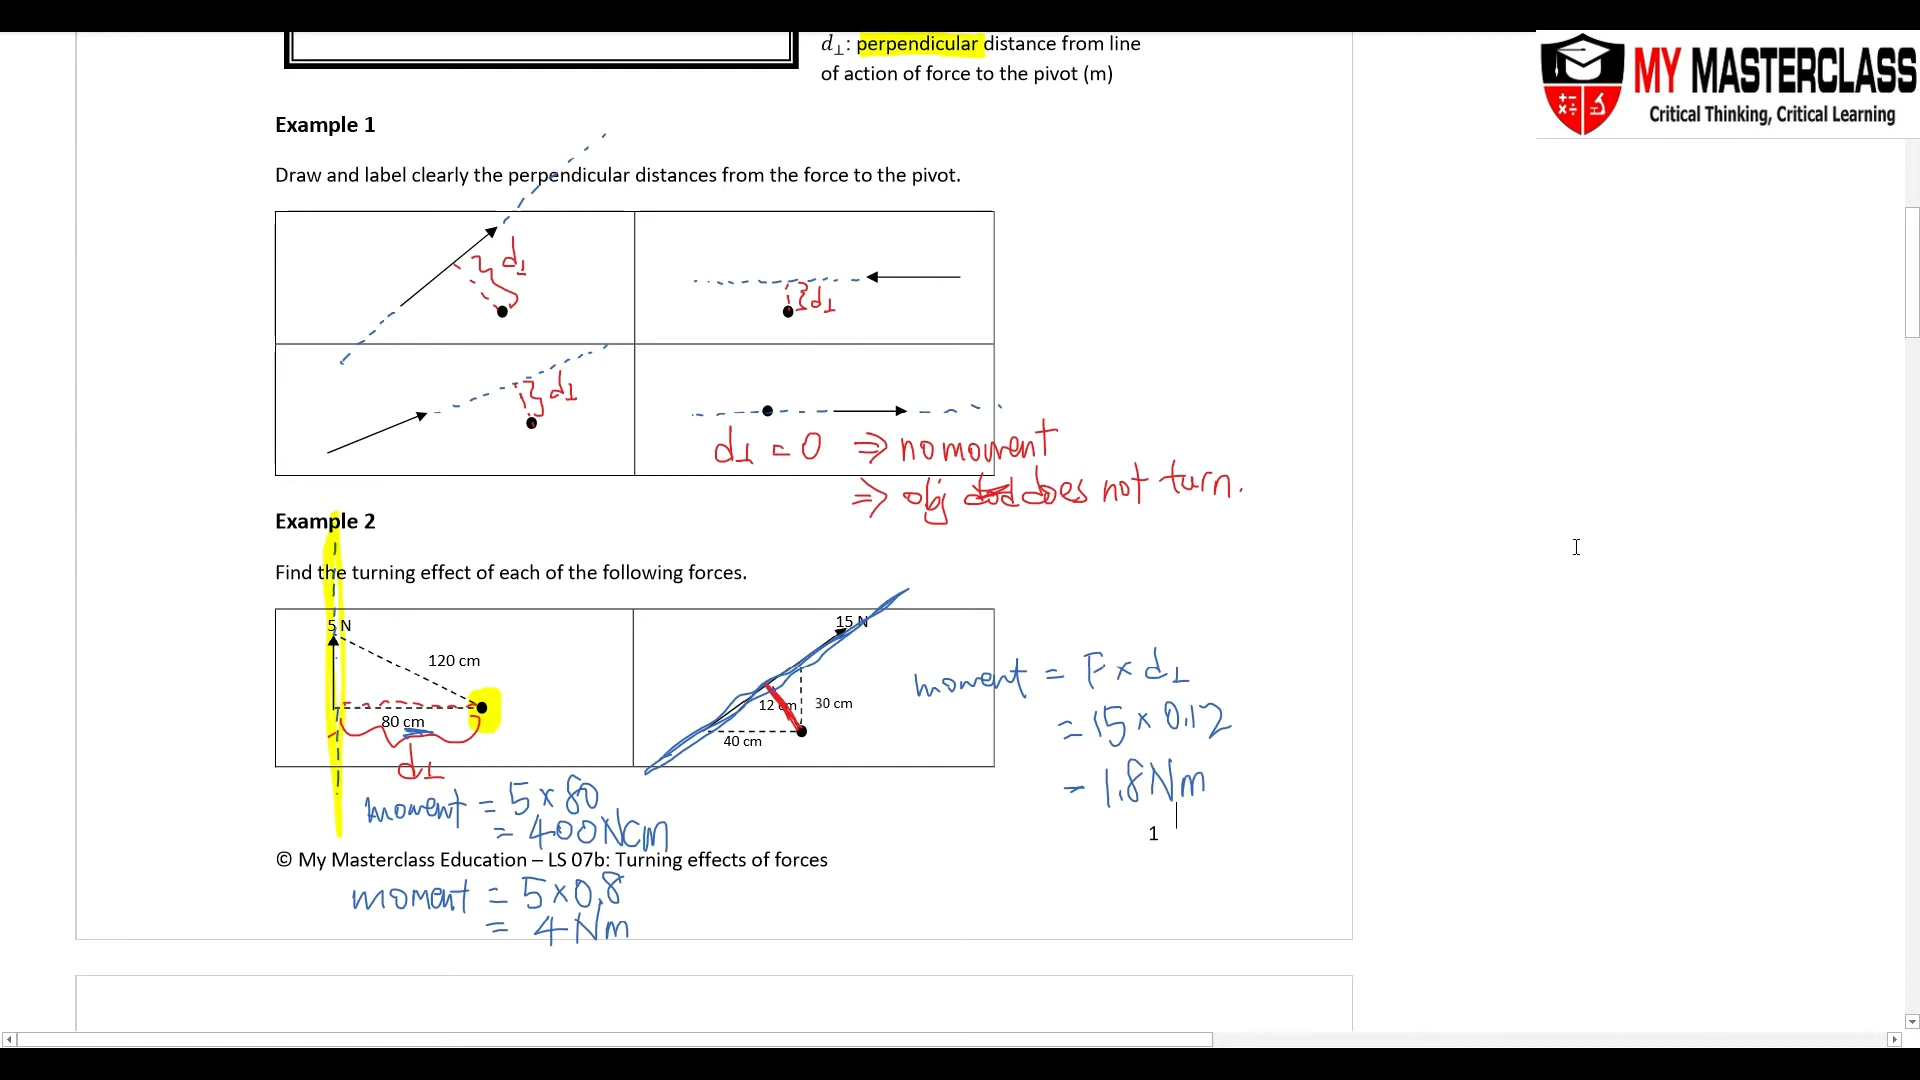 d⊥: perpendicular distance from line
of action of force to the pivot (m)
MY MASTERCLASS
Critical Thinking, Critical Learning
Example 1
Draw and label clearly the perpendicular distances from the force to the pivot.
d⊥
d⊥
d⊥
d⊥ = 0 ⇒ no moment
⇒ obj does not turn.
Example 2
Find the turning effect of each of the following forces.
5 N
120 cm
80 cm
d⊥
15 N
12 cm
30 cm
40 cm
moment = F × d⊥
= 15 × 0.12
= 1.8Nm
moment = 5 × 80
= 400Ncm
1
© My Masterclass Education – LS 07b: Turning effects of forces
moment = 5 × 0.8
= 4 Nm